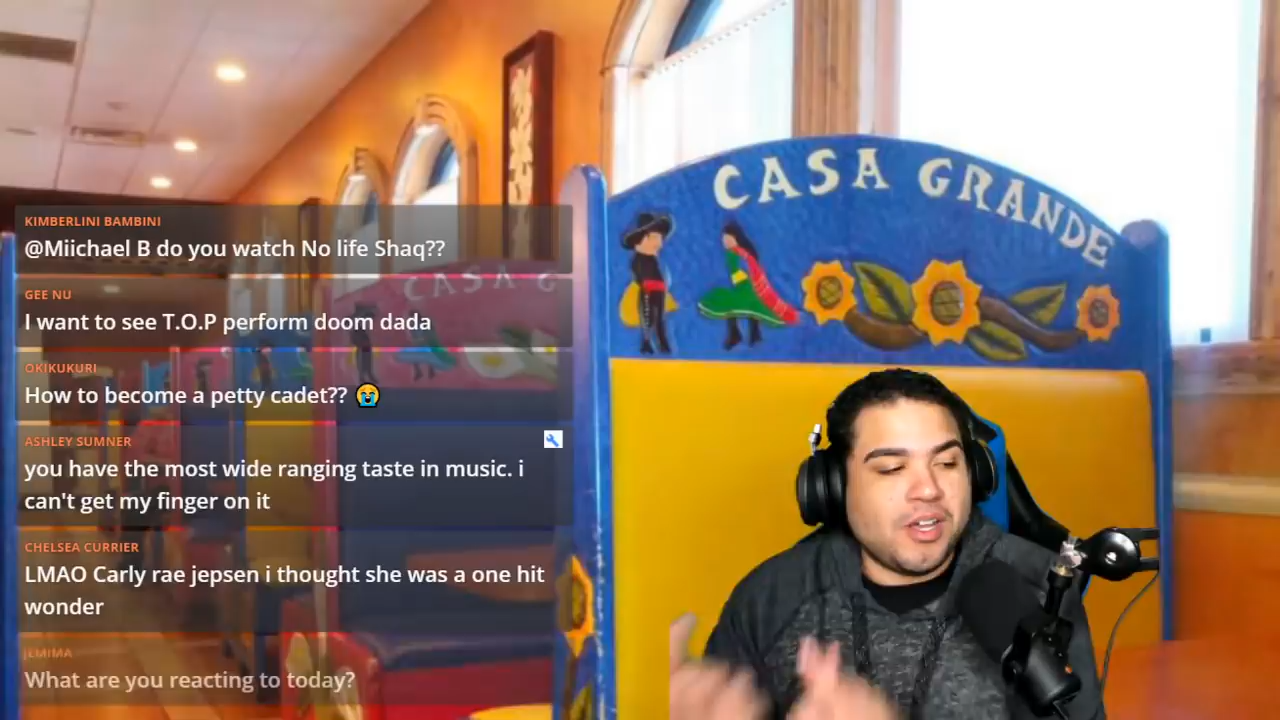 CASA GRANDE
CASA G
KIMBERLINI BAMBINI
@Miichael B do you watch No life Shaq??
GEE NU
I want to see T.O.P perform doom dada
OKIKUKURI
How to become a petty cadet?? 😭
ASHLEY SUMNER
you have the most wide ranging taste in music. i
can't get my finger on it
CHELSEA CURRIER
LMAO Carly rae jepsen i thought she was a one hit
wonder
JEMIMA
What are you reacting to today?